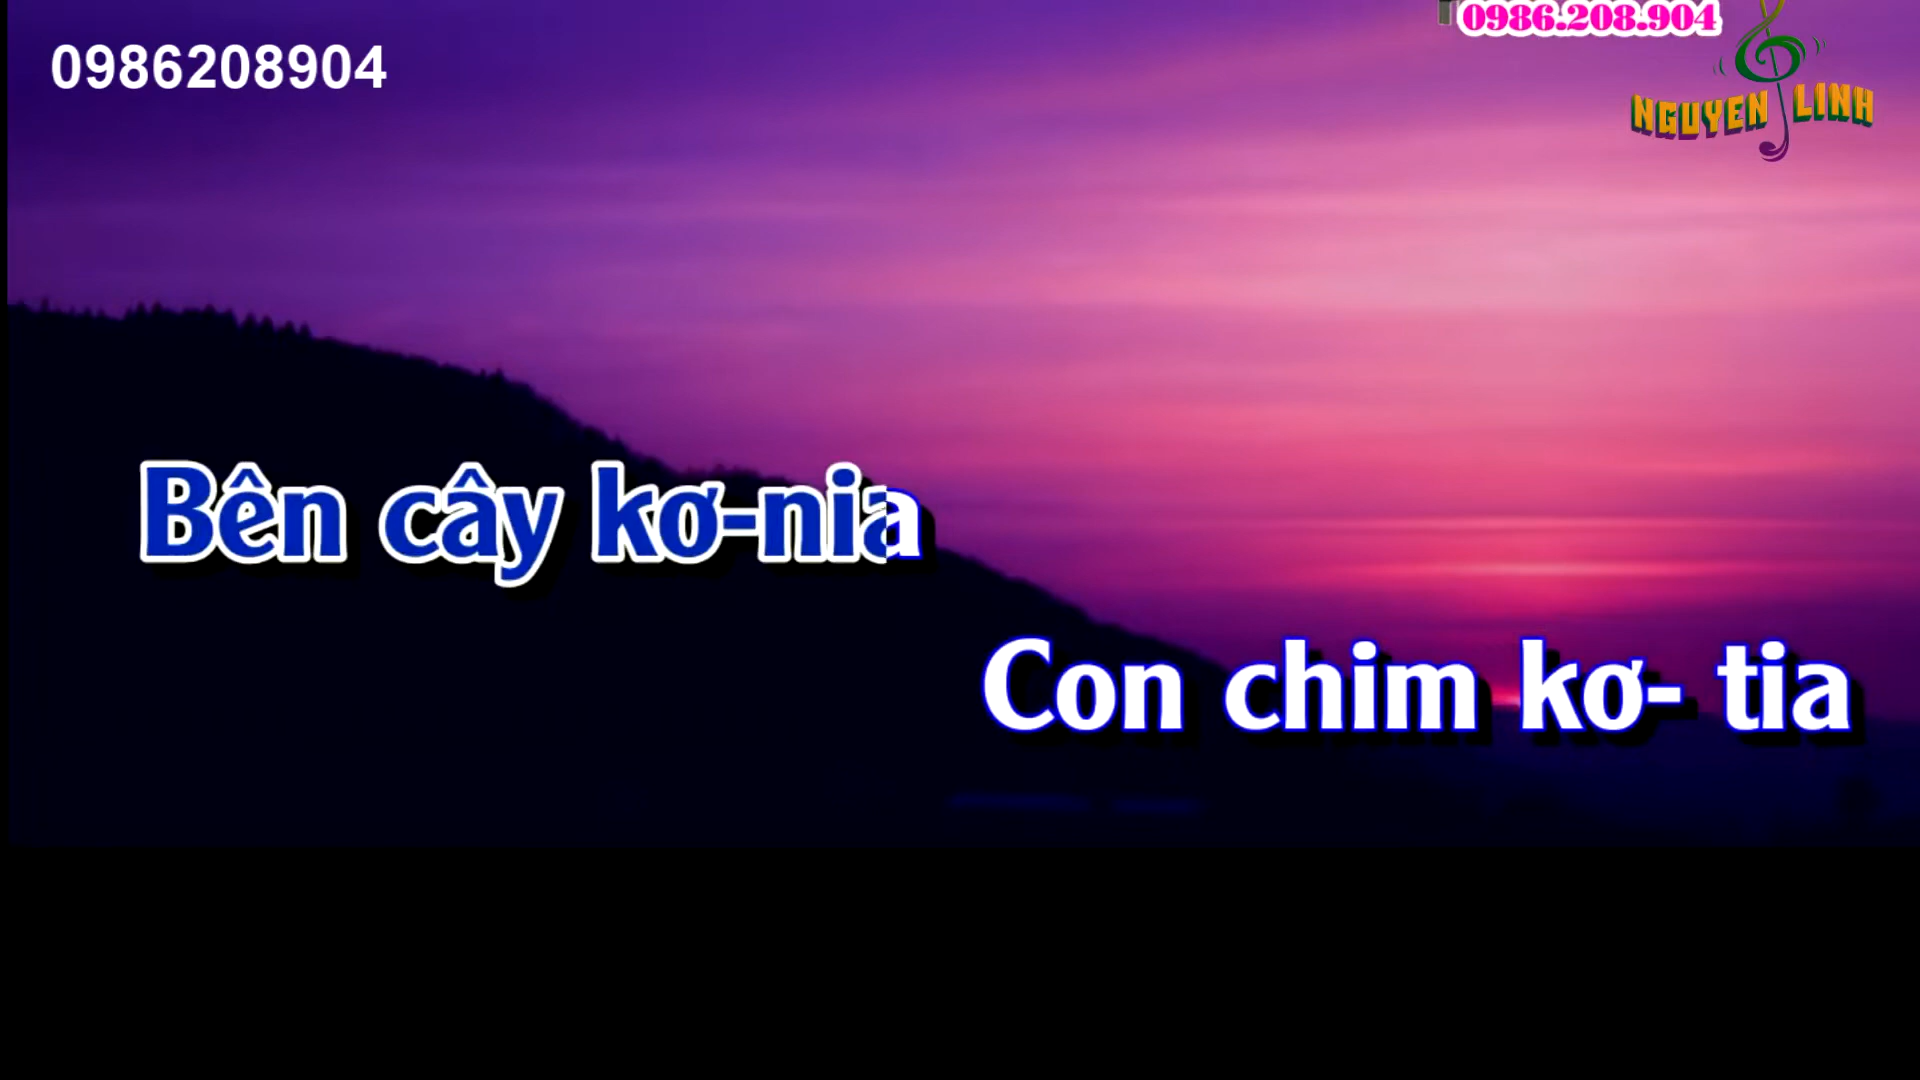 0986.208.904
0986208904
NGUYEN LINH
Bên cây kơ-nia
Con chim kơ- tia